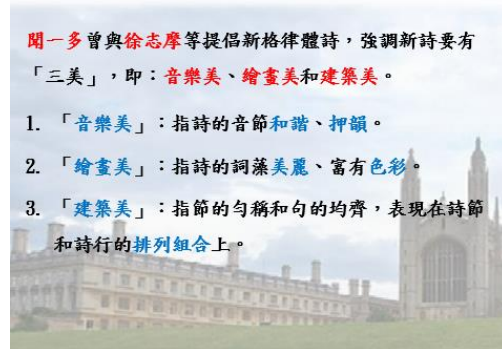 聞一多曾與徐志摩等提倡新格律體詩，強調新詩要有
「三美」，即：音樂美、繪畫美和建築美。
1. 「音樂美」：指詩的音節和諧、押韻。
2. 「繪畫美」：指詩的詞藻美麗、富有色彩。
3. 「建築美」：指節的勻稱和句的均齊，表現在詩節
和詩行的排列組合上。